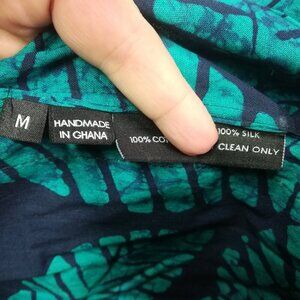 M
HANDMADE
IN GHANA
100% SILK
100%
CLEAN ONLY